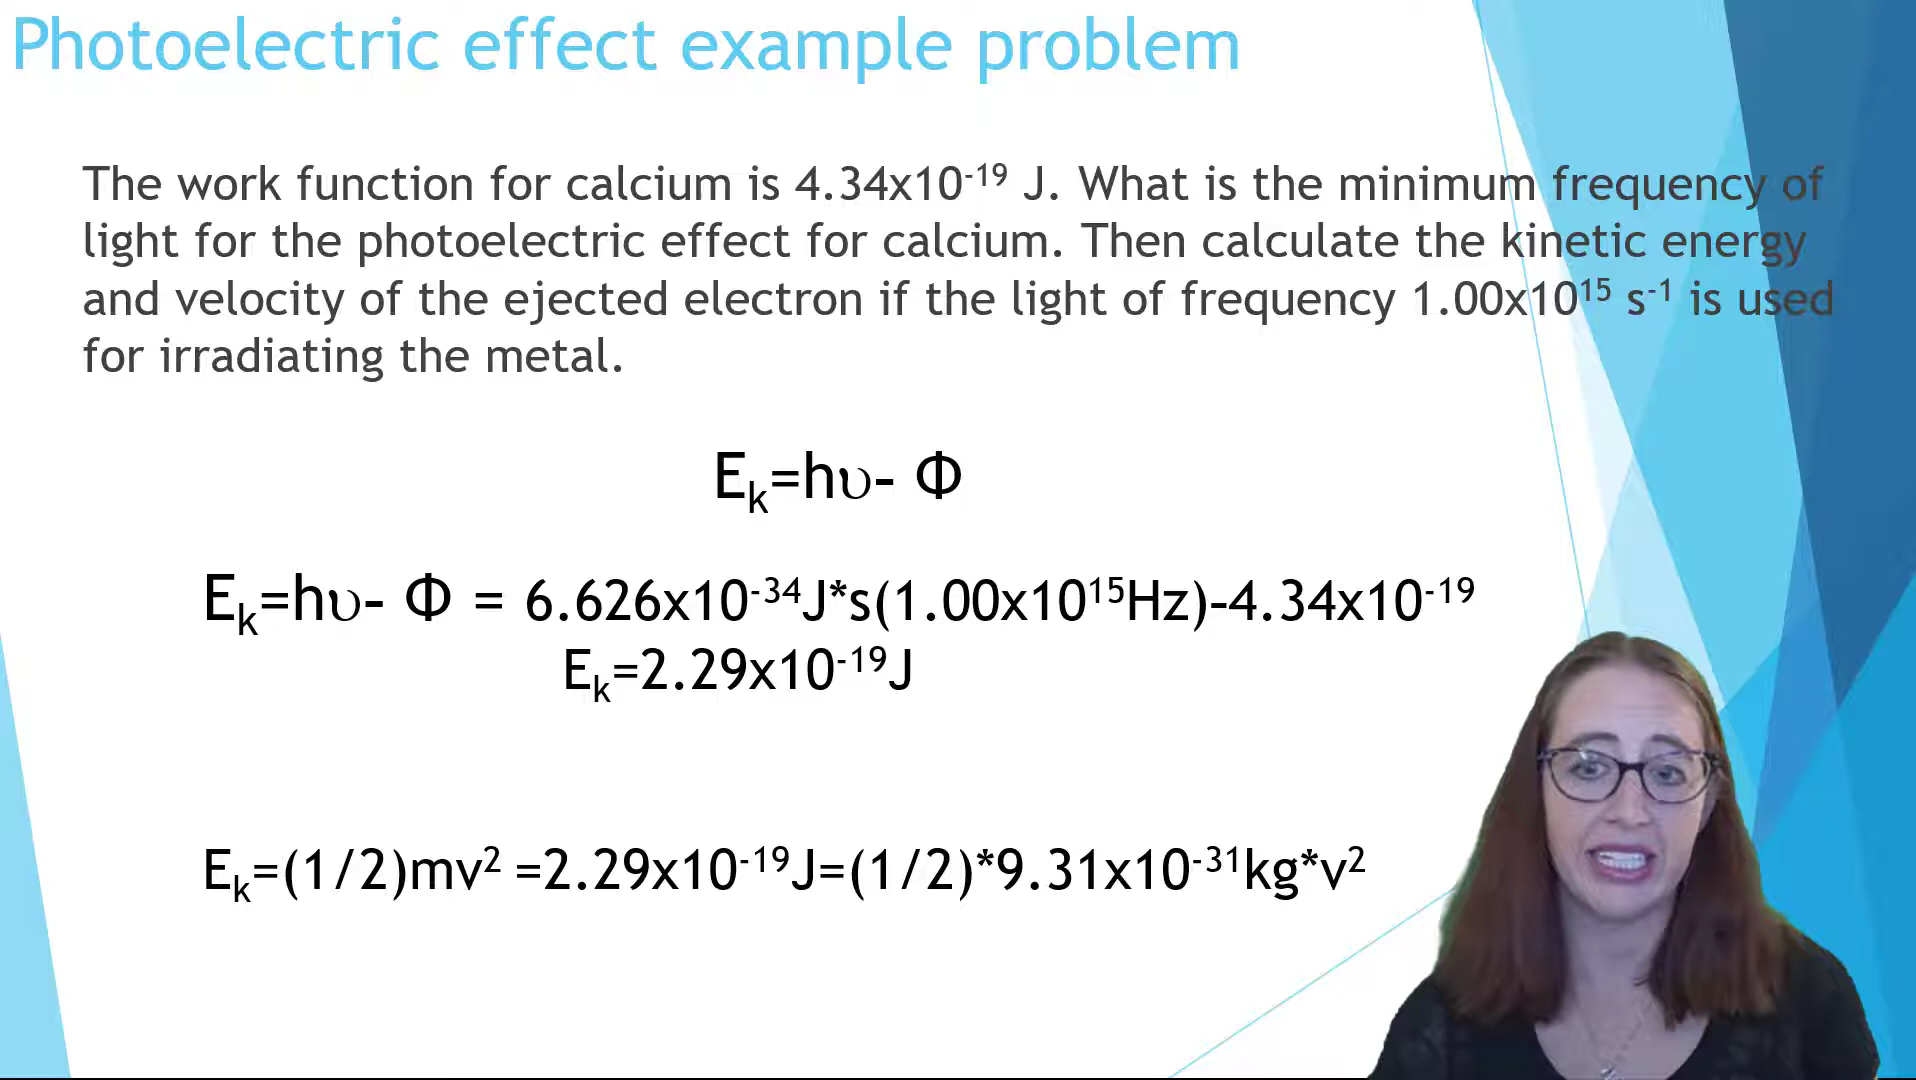 Photoelectric effect example problem
The work function for calcium is 4.34x10⁻¹⁹ J. What is the minimum frequency of
light for the photoelectric effect for calcium. Then calculate the kinetic energy
and velocity of the ejected electron if the light of frequency 1.00x10¹⁵ s⁻¹ is used
for irradiating the metal.
Eₖ=hυ- Φ
Eₖ=hυ- Φ = 6.626x10⁻³⁴J*s(1.00x10¹⁵Hz)-4.34x10⁻¹⁹
Eₖ=2.29x10⁻¹⁹J
Eₖ=(1/2)mv² =2.29x10⁻¹⁹J=(1/2)*9.31x10⁻³¹kg*v²